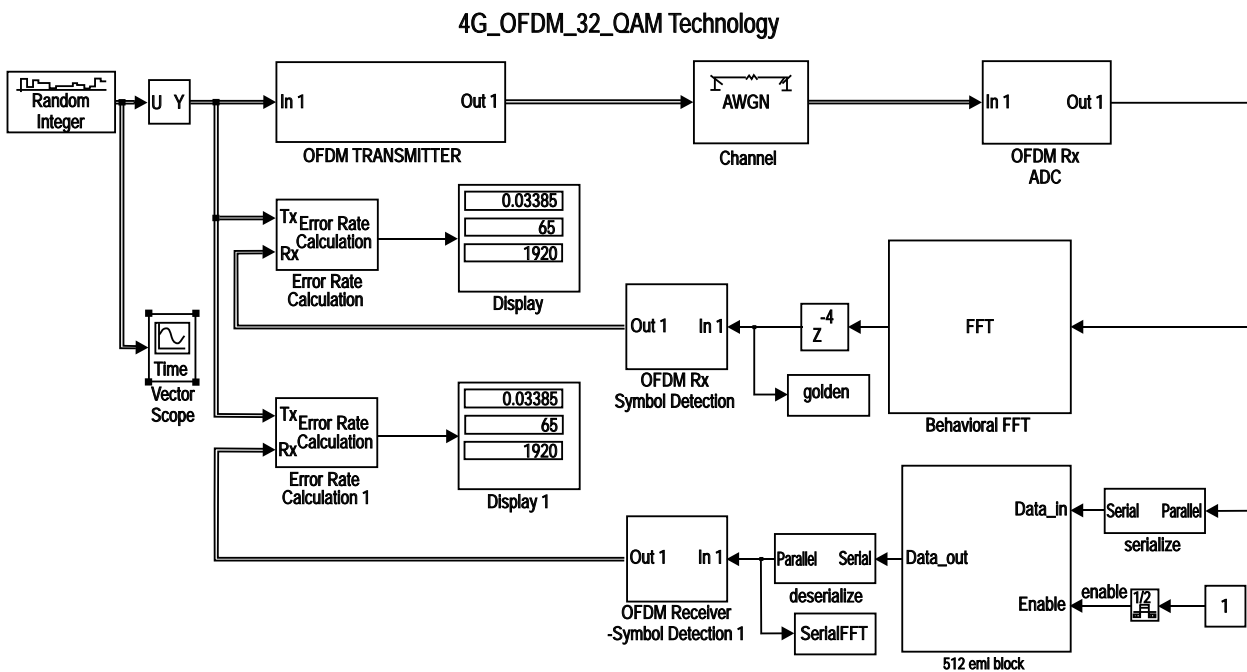 4G_OFDM_32_QAM Technology
Random
Integer
U Y
In 1
Out 1
OFDM TRANSMITTER
AWGN
Channel
In 1
Out 1
OFDM Rx
ADC
Tx
Error Rate
Calculation
Rx
Error Rate
Calculation
0.03385
65
1920
Display
Out 1
In 1
OFDM Rx
Symbol Detection
-4
Z
golden
FFT
Behavioral FFT
Time
Vector
Scope
Tx
Error Rate
Calculation
Rx
Error Rate
Calculation 1
0.03385
65
1920
Display 1
Out 1
In 1
OFDM Receiver
-Symbol Detection 1
Parallel Serial
deserialize
SerialFFT
Data_in
Data_out
Enable
512 emi block
Serial Parallel
serialize
enable
1/2
1